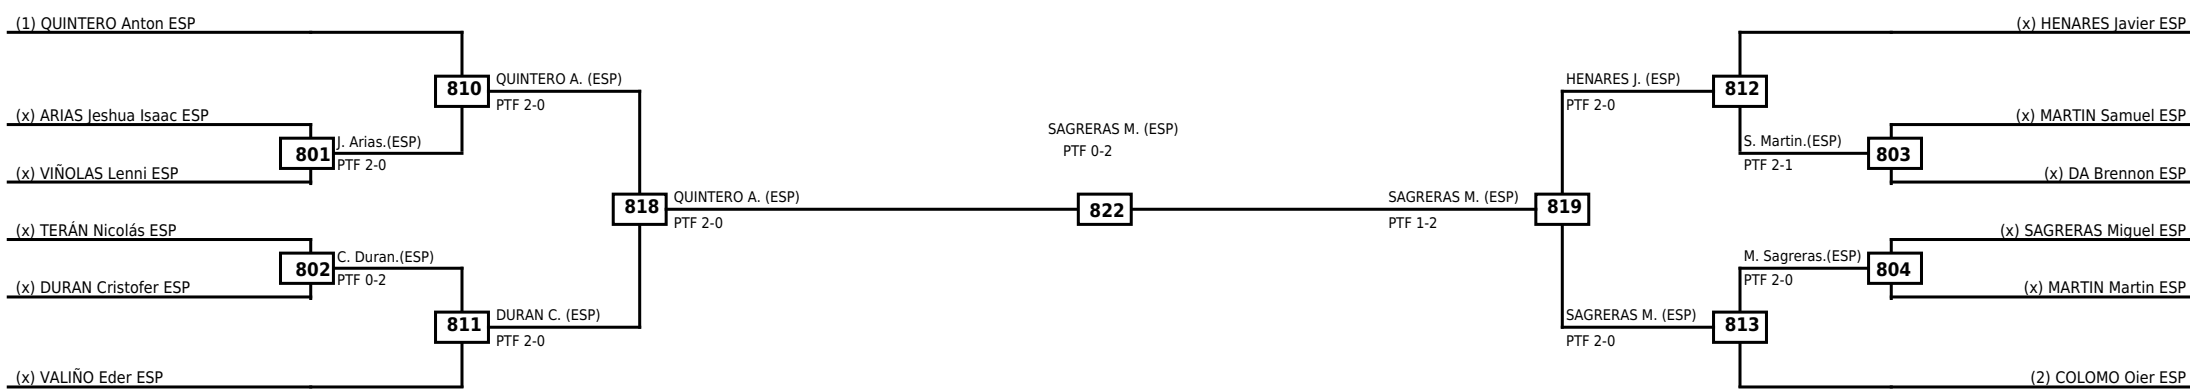 (1) QUINTERO Anton ESP
(x) HENARES Javier ESP
810
QUINTERO A. (ESP)
PTF 2-0
HENARES J. (ESP)
PTF 2-0
812
(x) ARIAS Jeshua Isaac ESP
(x) MARTIN Samuel ESP
801
J. Arias.(ESP)
PTF 2-0
SAGRERAS M. (ESP)
PTF 0-2
S. Martin.(ESP)
PTF 2-1
803
(x) VIÑOLAS Lenni ESP
(x) DA Brennon ESP
818
QUINTERO A. (ESP)
PTF 2-0
822
SAGRERAS M. (ESP)
PTF 1-2
819
(x) TERÁN Nicolás ESP
(x) SAGRERAS Miguel ESP
802
C. Duran.(ESP)
PTF 0-2
M. Sagreras.(ESP)
PTF 2-0
804
(x) DURAN Cristofer ESP
(x) MARTIN Martin ESP
811
DURAN C. (ESP)
PTF 2-0
SAGRERAS M. (ESP)
PTF 2-0
813
(x) VALIÑO Eder ESP
(2) COLOMO Oier ESP